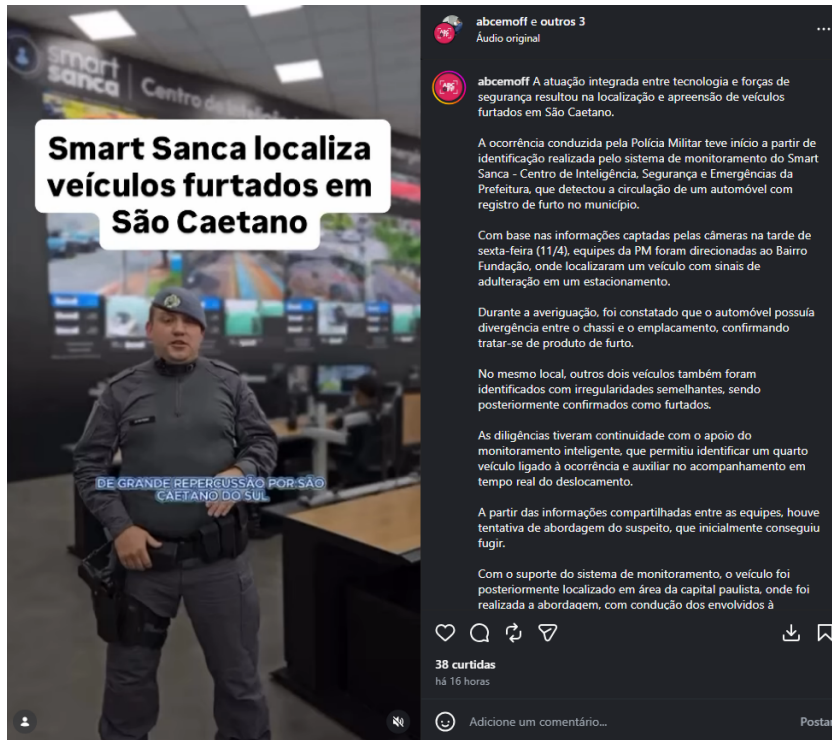 smart
sanca
Centro de Inteligência
Smart Sanca localiza
veículos furtados em
São Caetano
DE GRANDE REPERCUSSÃO POR SÃO
CAETANO DO SUL
abcemoff e outros 3
Áudio original
abcemoff A atuação integrada entre tecnologia e forças de
segurança resultou na localização e apreensão de veículos
furtados em São Caetano.
A ocorrência conduzida pela Polícia Militar teve início a partir de
identificação realizada pelo sistema de monitoramento do Smart
Sanca - Centro de Inteligência, Segurança e Emergências da
Prefeitura, que detectou a circulação de um automóvel com
registro de furto no município.
Com base nas informações captadas pelas câmeras na tarde de
sexta-feira (11/4), equipes da PM foram direcionadas ao Bairro
Fundação, onde localizaram um veículo com sinais de
adulteração em um estacionamento.
Durante a averiguação, foi constatado que o automóvel possuía
divergência entre o chassi e o emplacamento, confirmando
tratar-se de produto de furto.
No mesmo local, outros dois veículos também foram
identificados com irregularidades semelhantes, sendo
posteriormente confirmados como furtados.
As diligências tiveram continuidade com o apoio do
monitoramento inteligente, que permitiu identificar um quarto
veículo ligado à ocorrência e auxiliar no acompanhamento em
tempo real do deslocamento.
A partir das informações compartilhadas entre as equipes, houve
tentativa de abordagem do suspeito, que inicialmente conseguiu
fugir.
Com o suporte do sistema de monitoramento, o veículo foi
posteriormente localizado em área da capital paulista, onde foi
realizada a abordagem, com condução dos envolvidos à
38 curtidas
há 16 horas
Adicione um comentário...
Postar